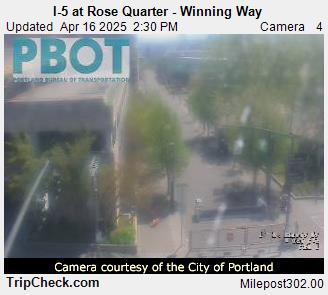 I-5 at Rose Quarter - Winning Way
Updated Apr 16 2025 2:30 PM Camera 4
PBOT
PORTLAND BUREAU OF TRANSPORTATION
Camera courtesy of the City of Portland
TripCheck.com Milepost302.00